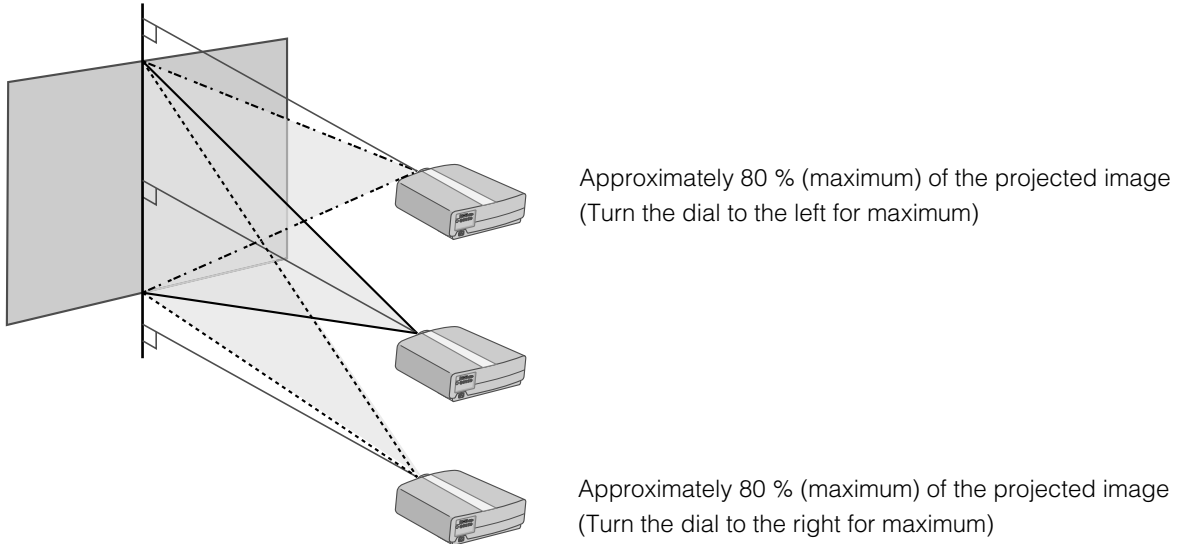 Approximately 80 % (maximum) of the projected image
(Turn the dial to the left for maximum)
Approximately 80 % (maximum) of the projected image
(Turn the dial to the right for maximum)